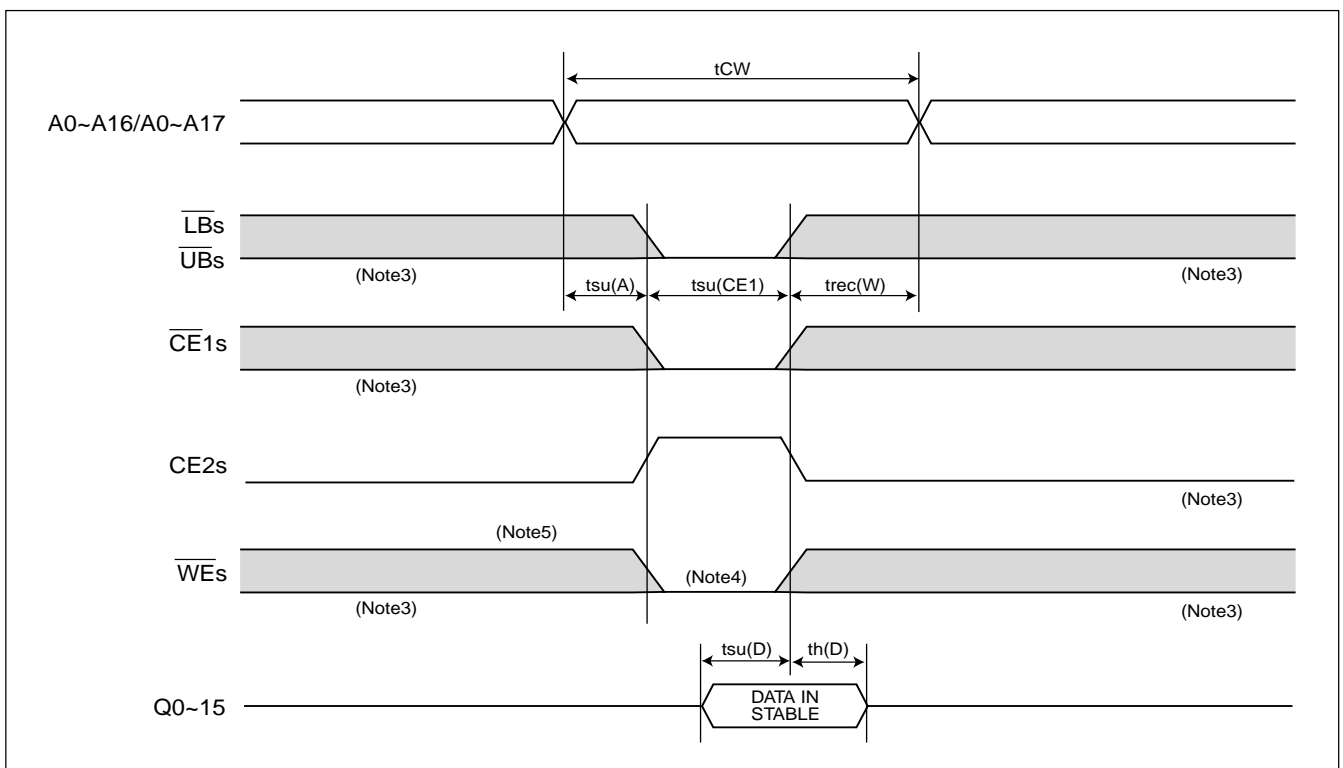 tCW
A0~A16/A0~A17
LBs
UBs
(Note3)
(Note3)
tsu(A)
tsu(CE1)
trec(W)
CE1s
(Note3)
CE2s
(Note3)
(Note5)
WEs
(Note4)
(Note3)
(Note3)
tsu(D)
th(D)
Q0~15
DATA IN
STABLE